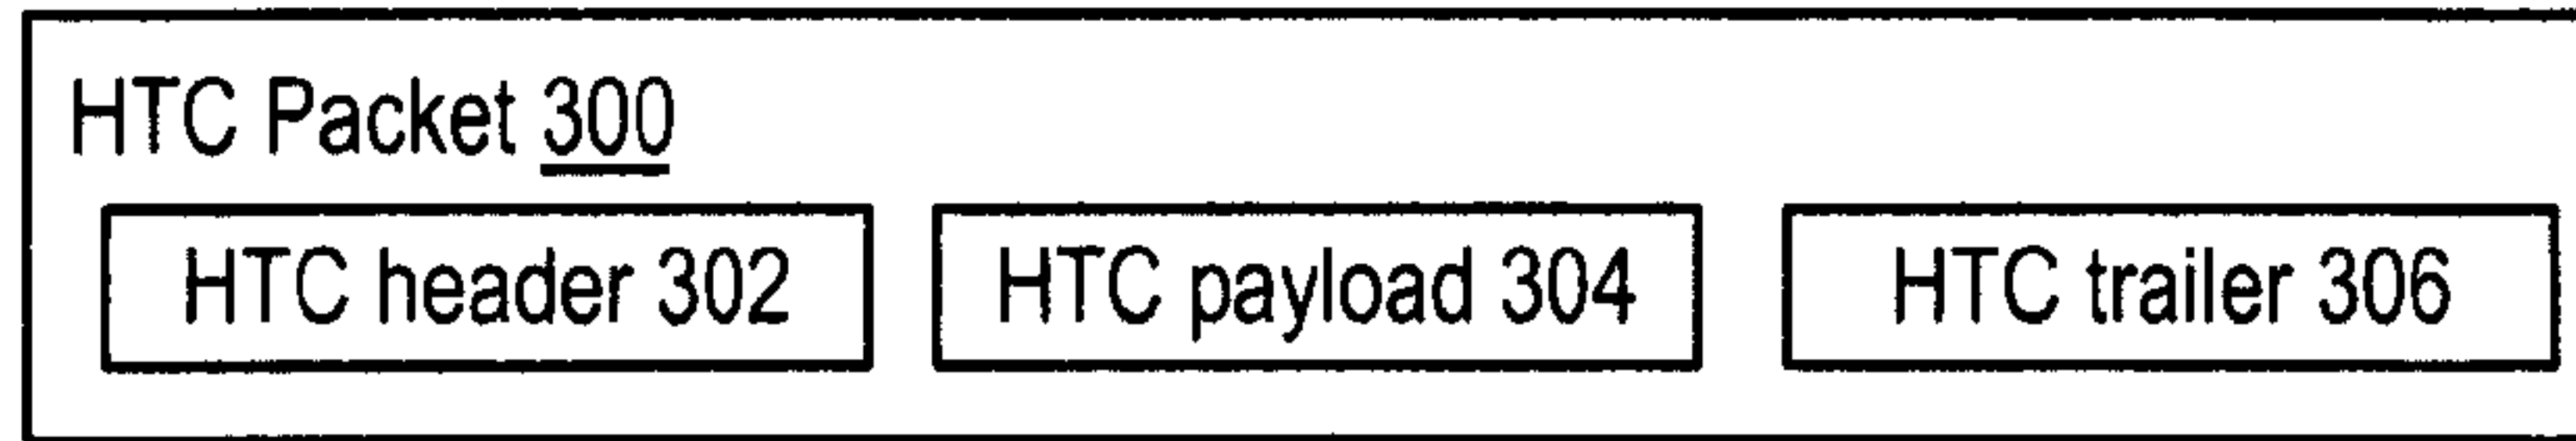 HTC Packet 300
HTC header 302 HTC payload 304 HTC trailer 306